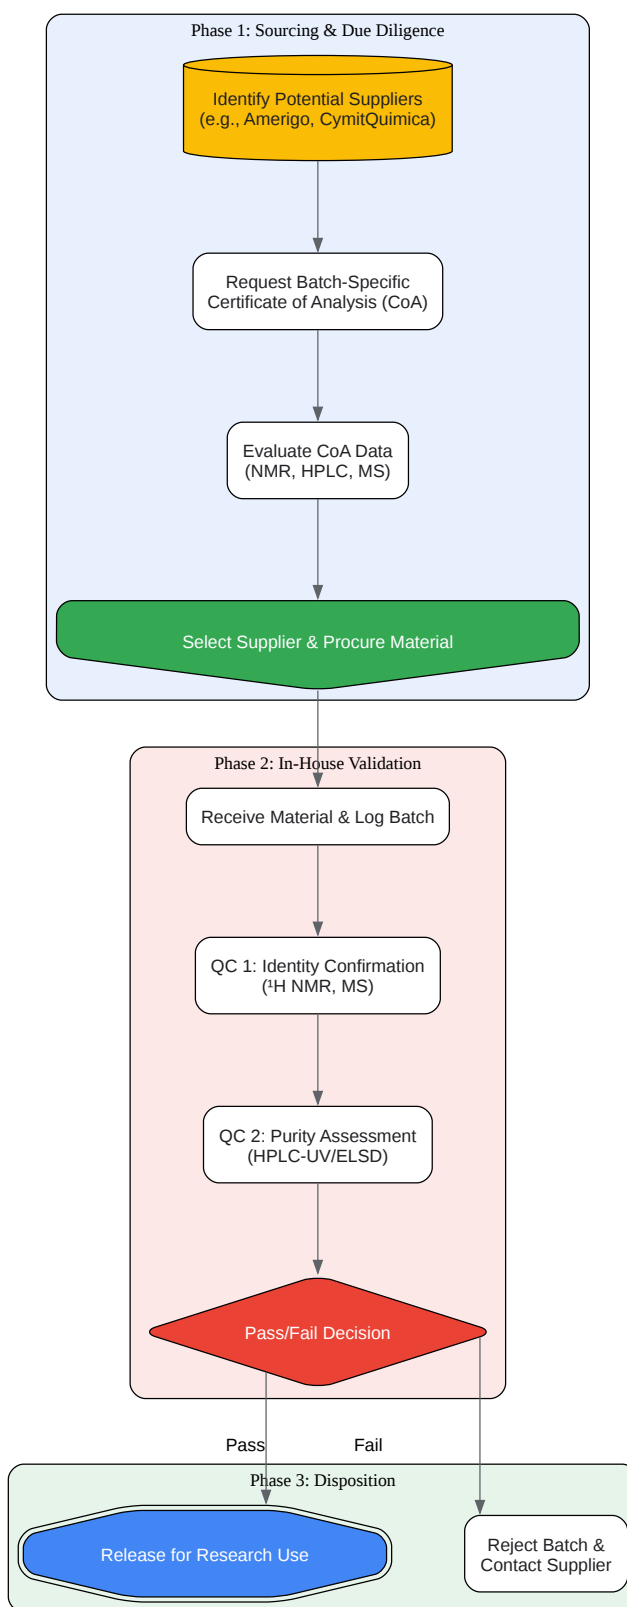 Phase 1: Sourcing & Due Diligence
Identify Potential Suppliers
(e.g., Amerigo, CymitQuimica)
Request Batch-Specific
Certificate of Analysis (CoA)
Evaluate CoA Data
(NMR, HPLC, MS)
Select Supplier & Procure Material
Phase 2: In-House Validation
Receive Material & Log Batch
QC 1: Identity Confirmation
(¹H NMR, MS)
QC 2: Purity Assessment
(HPLC-UV/ELSD)
Pass/Fail Decision
Pass
Fail
Phase 3: Disposition
Release for Research Use
Reject Batch &
Contact Supplier